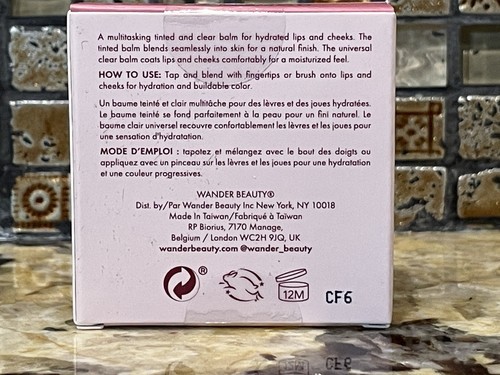 A multitasking tinted and clear balm for hydrated lips and cheeks. The
tinted balm blends seamlessly into skin for a natural finish. The universal
clear balm coats lips and cheeks comfortably for a moisturized feel.
HOW TO USE: Tap and blend with fingertips or brush onto lips and
cheeks for hydration and buildable color.
Un baume teinté et clair multitâche pour des lèvres et des joues hydratées.
Le baume teinté se fond parfaitement à la peau pour un fini naturel. Le
baume clair universel recouvre confortablement les lèvres et les joues pour
une sensation d'hydratation.
MODE D'EMPLOI : tapotez et mélangez avec le bout des doigts ou
appliquez avec un pinceau sur les lèvres et les joues pour une hydratation
et une couleur progressives.
WANDER BEAUTY®
Dist. by/Par Wander Beauty Inc New York, NY 10018
Made In Taiwan/Fabriqué à Taïwan
RP Biorius, 7170 Manage,
Belgium / London WC2H 9JQ, UK
wanderbeauty.com @wander_beauty
®
12M
CF6